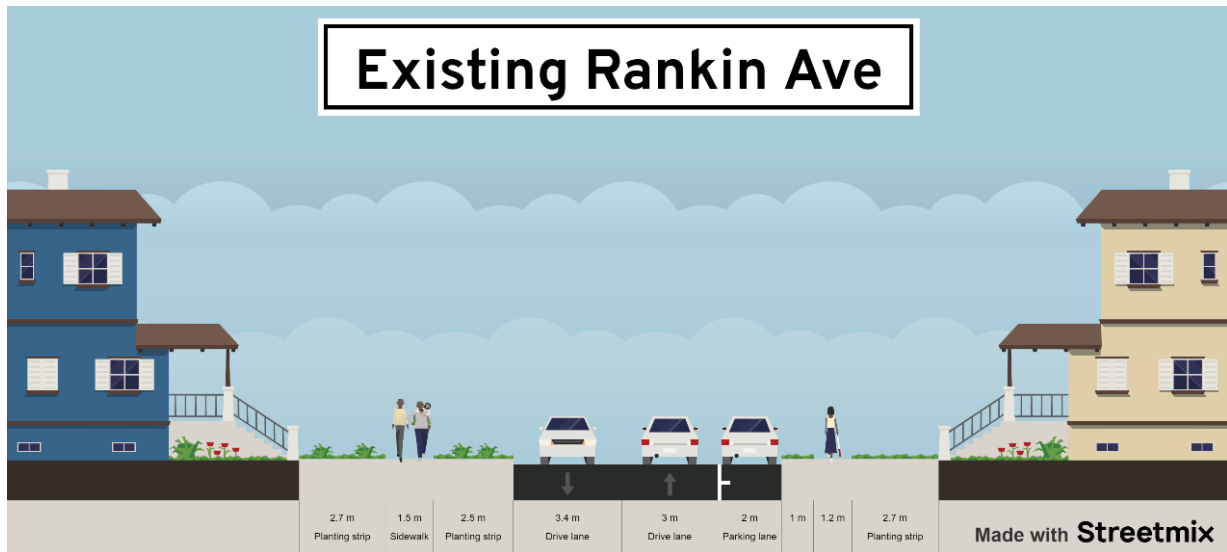 Existing Rankin Ave
2.7 m 1.5 m 2.5 m 3.4 m 3 m 2 m 1 m 1.2 m 2.7 m
Planting strip Sidewalk Planting strip Drive lane Drive lane Parking lane Planting strip
Made with Streetmix